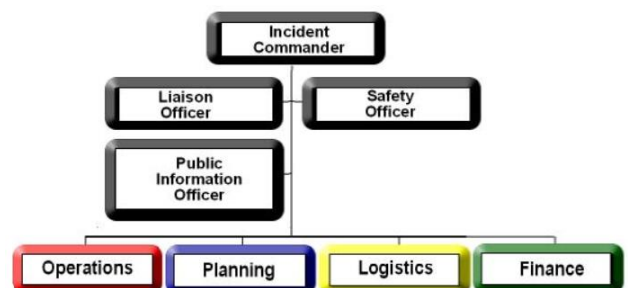 Incident
Commander
Liaison
Officer
Safety
Officer
Public
Information
Officer
Operations
Planning
Logistics
Finance